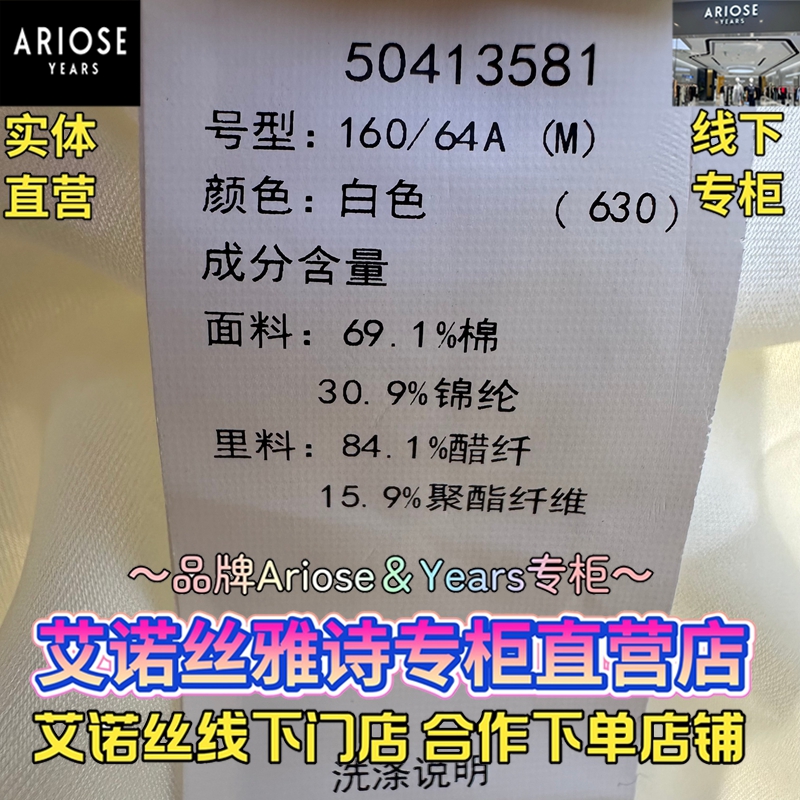 ARIOSE
YEARS
ARIOSE
YEARS
实体
直营
线下
专柜
50413581
号型：160/64A (M)
颜色：白色 (630)
成分含量
面料：69.1%棉
30.9%锦纶
里料：84.1%醋纤
15.9%聚酯纤维
～品牌Ariose＆Years专柜～
艾诺丝雅诗专柜直营店
艾诺丝线下门店 合作下单店铺
洗涤说明